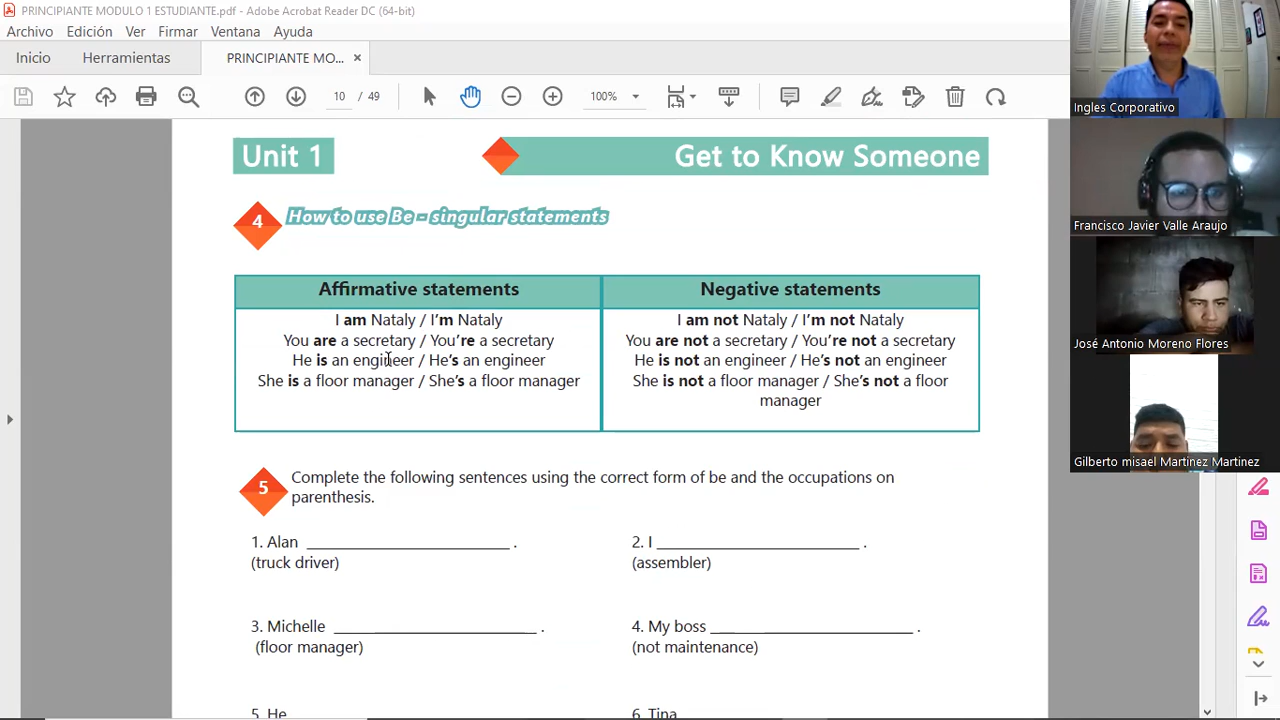 PRINCIPIANTE MODULO 1 ESTUDIANTE.pdf - Adobe Acrobat Reader DC (64-bit)
Archivo Edición Ver Firmar Ventana Ayuda
Inicio Herramientas PRINCIPIANTE MO... ×
10 / 49 100%
Unit 1 Get to Know Someone
4 How to use Be - singular statements
Affirmative statements
I am Nataly / I'm Nataly
You are a secretary / You're a secretary
He is an engineer / He's an engineer
She is a floor manager / She's a floor manager
Negative statements
I am not Nataly / I'm not Nataly
You are not a secretary / You're not a secretary
He is not an engineer / He's not an engineer
She is not a floor manager / She's not a floor
manager
5 Complete the following sentences using the correct form of be and the occupations on
parenthesis.
1. Alan ______________________ .
(truck driver)
2. I ______________________ .
(assembler)
3. Michelle ______________________ .
(floor manager)
4. My boss ______________________ .
(not maintenance)
5. He
6. Tina
Ingles Corporativo
Francisco Javier Valle Araujo
José Antonio Moreno Flores
Gilberto misael Martínez Martinez